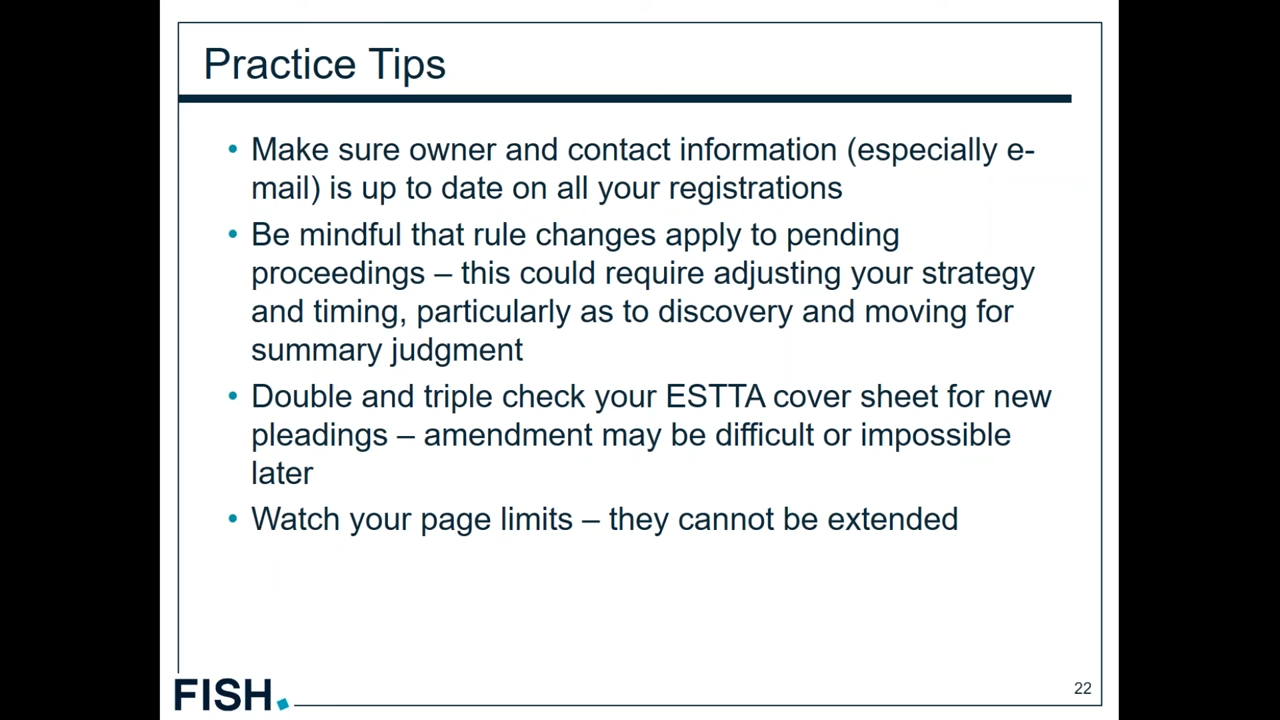 Practice Tips
• Make sure owner and contact information (especially e-
mail) is up to date on all your registrations
• Be mindful that rule changes apply to pending
proceedings – this could require adjusting your strategy
and timing, particularly as to discovery and moving for
summary judgment
• Double and triple check your ESTTA cover sheet for new
pleadings – amendment may be difficult or impossible
later
• Watch your page limits – they cannot be extended
FISH.
22